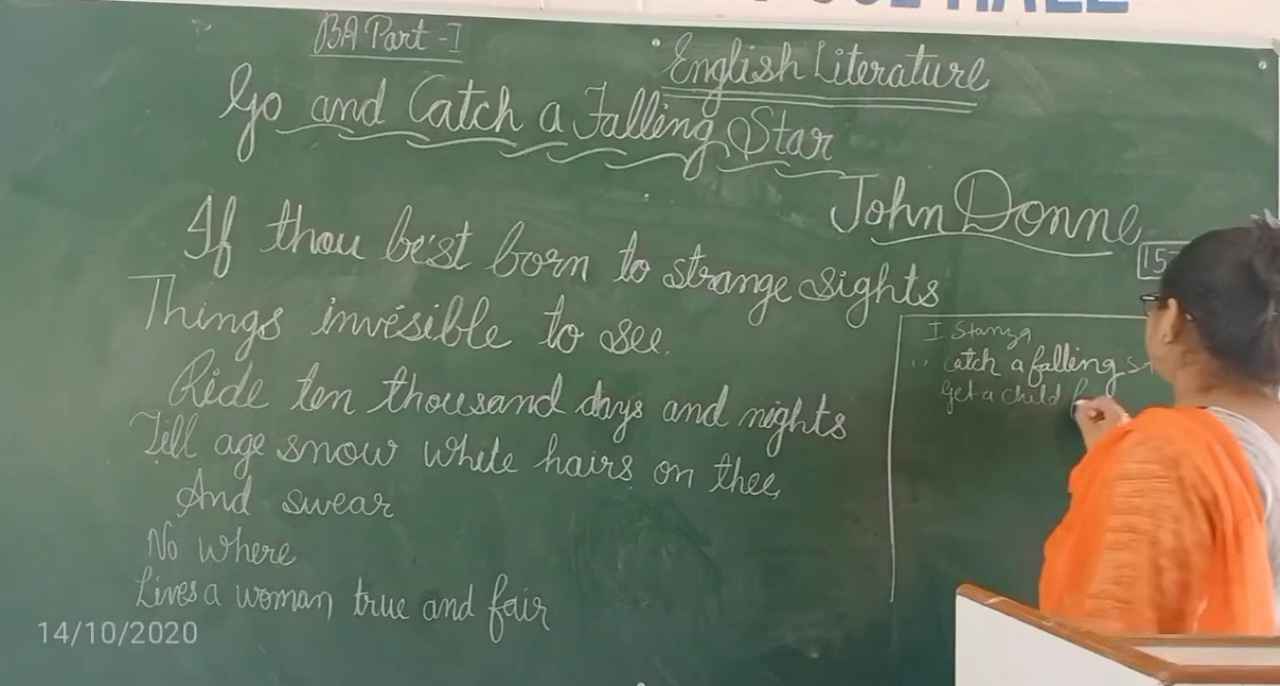 HALL
BA Part-I
English Literature
Go and Catch a Falling Star
John Donne
If thou be'st born to strange sights
Things invisible to see.
Ride ten thousand days and nights
Till age snow white hairs on thee,
And swear
No where
Lives a woman true and fair
I Stanza
Catch a falling
Get a child
14/10/2020